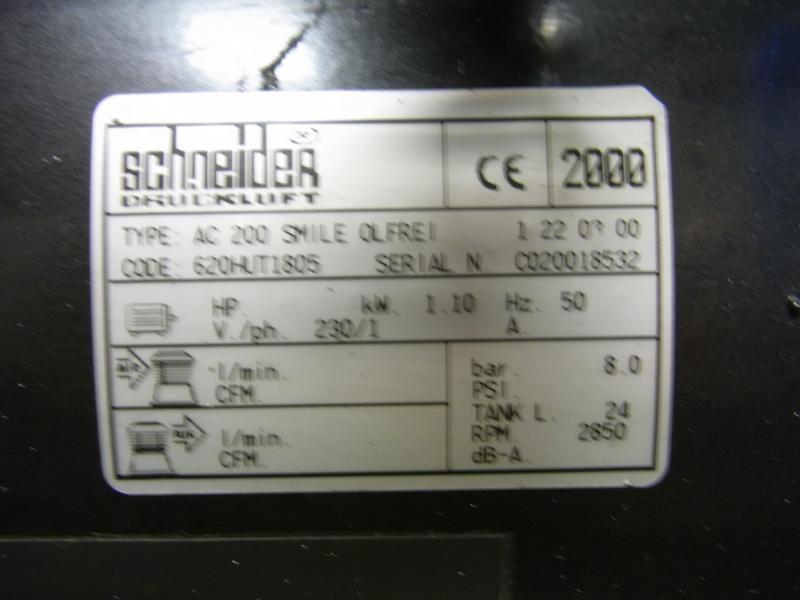 schneider
DRUCKLUFT
CE
2000
TYPE: AC 200 SMILE OLFREI 1 22 03 00
CODE: 620HUT1805 SERIAL N. C020018532
HP. kW. 1.10 Hz. 50
V./ph. 230/1 A.
AIR l/min.
CFM.
AIR l/min.
CFM.
bar. 8.0
PSI.
TANK L. 24
RPM. 2850
dB-A.